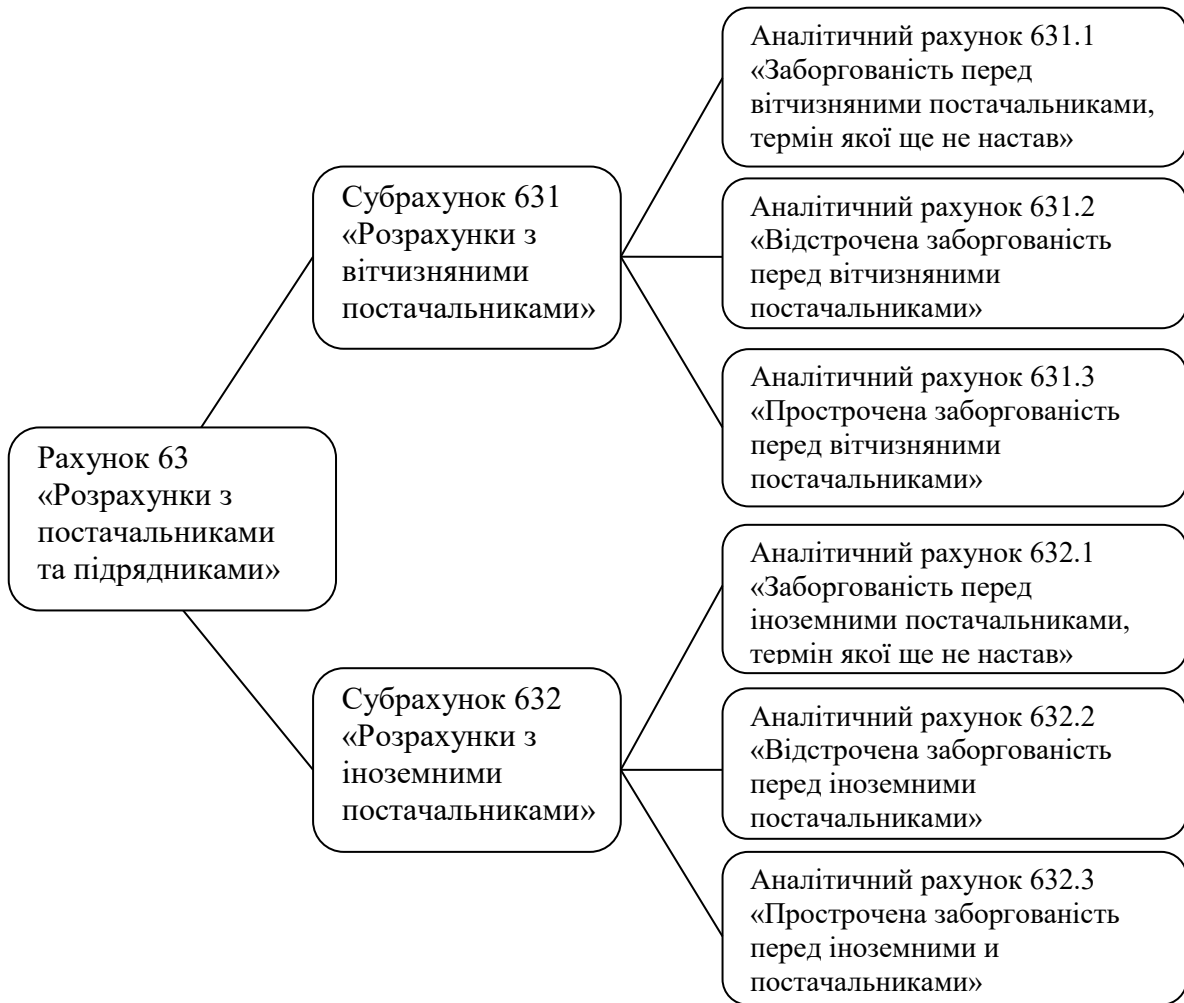 Аналітичний рахунок 631.1
«Заборгованість перед
вітчизняними постачальниками,
термін якої ще не настав»
Субрахунок 631
«Розрахунки з
вітчизняними
постачальниками»
Аналітичний рахунок 631.2
«Відстрочена заборгованість
перед вітчизняними
постачальниками»
Аналітичний рахунок 631.3
«Прострочена заборгованість
перед вітчизняними
постачальниками»
Рахунок 63
«Розрахунки з
постачальниками
та підрядниками»
Аналітичний рахунок 632.1
«Заборгованість перед
іноземними постачальниками,
термін якої ще не настав»
Субрахунок 632
«Розрахунки з
іноземними
постачальниками»
Аналітичний рахунок 632.2
«Відстрочена заборгованість
перед іноземними
постачальниками»
Аналітичний рахунок 632.3
«Прострочена заборгованість
перед іноземними и
постачальниками»